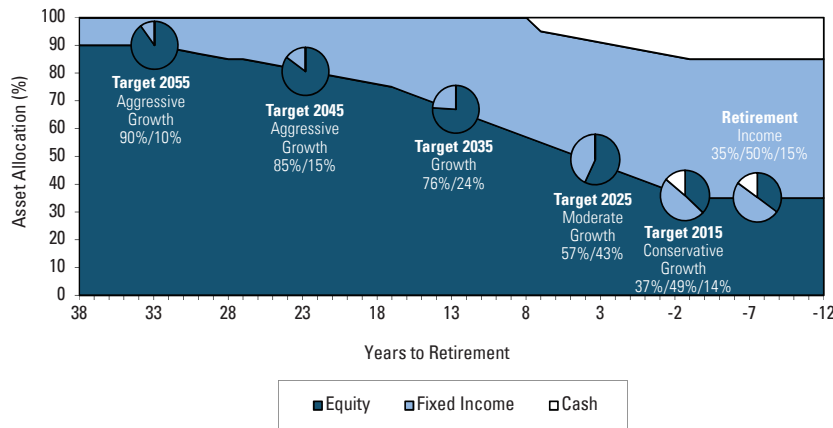 Asset Allocation (%)
100
90
80
70
60
50
40
30
20
10
0
Target 2055
Aggressive
Growth
90%/10%
Target 2045
Aggressive
Growth
85%/15%
Target 2035
Growth
76%/24%
Target 2025
Moderate
Growth
57%/43%
Target 2015
Conservative
Growth
37%/49%/14%
Retirement
Income
35%/50%/15%
38 33 28 23 18 13 8 3 -2 -7 -12
Years to Retirement
Equity Fixed Income Cash